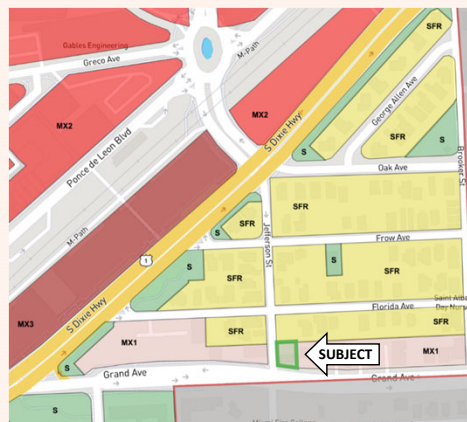 SFR
Gables Engineering
Greco Ave
M-Path
MX2
MX2
S Dixie Hwy
George Allen Ave
SFR
SFR
S
S
Brooker St
Ponce de Leon Blvd
Oak Ave
M-Path
SFR
Jefferson St
SFR
S
Frow Ave
1
S
SFR
S
SFR
MX3
S Dixie Hwy
Florida Ave
Day Nurs
MX1
SFR
SFR
SUBJECT
MX1
S
Grand Ave
Grand Ave
S